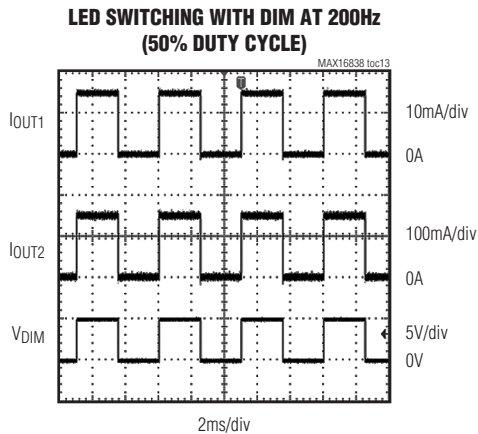 LED SWITCHING WITH DIM AT 200Hz
(50% DUTY CYCLE)
MAX16838 toc13
T
IOUT1
10mA/div
0A
IOUT2
100mA/div
0A
VDIM
5V/div
0V
2ms/div